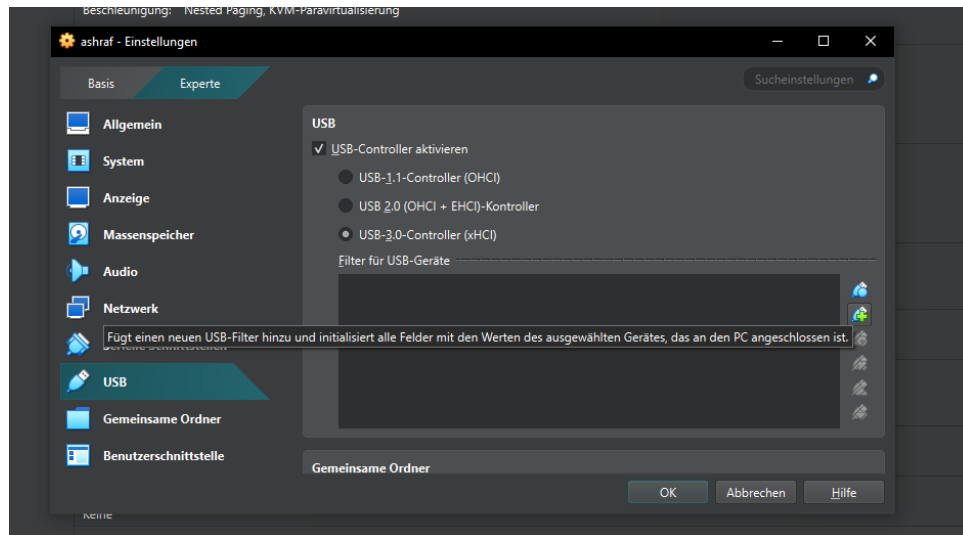 Beschleunigung: Nested Paging, KVM-Paravirtualisierung
ashraf - Einstellungen
Basis
Experte
Sucheinstellungen
Allgemein
System
Anzeige
Massenspeicher
Audio
Netzwerk
USB
Gemeinsame Ordner
Benutzerschnittstelle
USB
USB-Controller aktivieren
USB-1.1-Controller (OHCI)
USB 2.0 (OHCI + EHCI)-Kontroller
USB-3.0-Controller (xHCI)
Filter für USB-Geräte
Fügt einen neuen USB-Filter hinzu und initialisiert alle Felder mit den Werten des ausgewählten Gerätes, das an den PC angeschlossen ist.
Gemeinsame Ordner
OK
Abbrechen
Hilfe
Keine